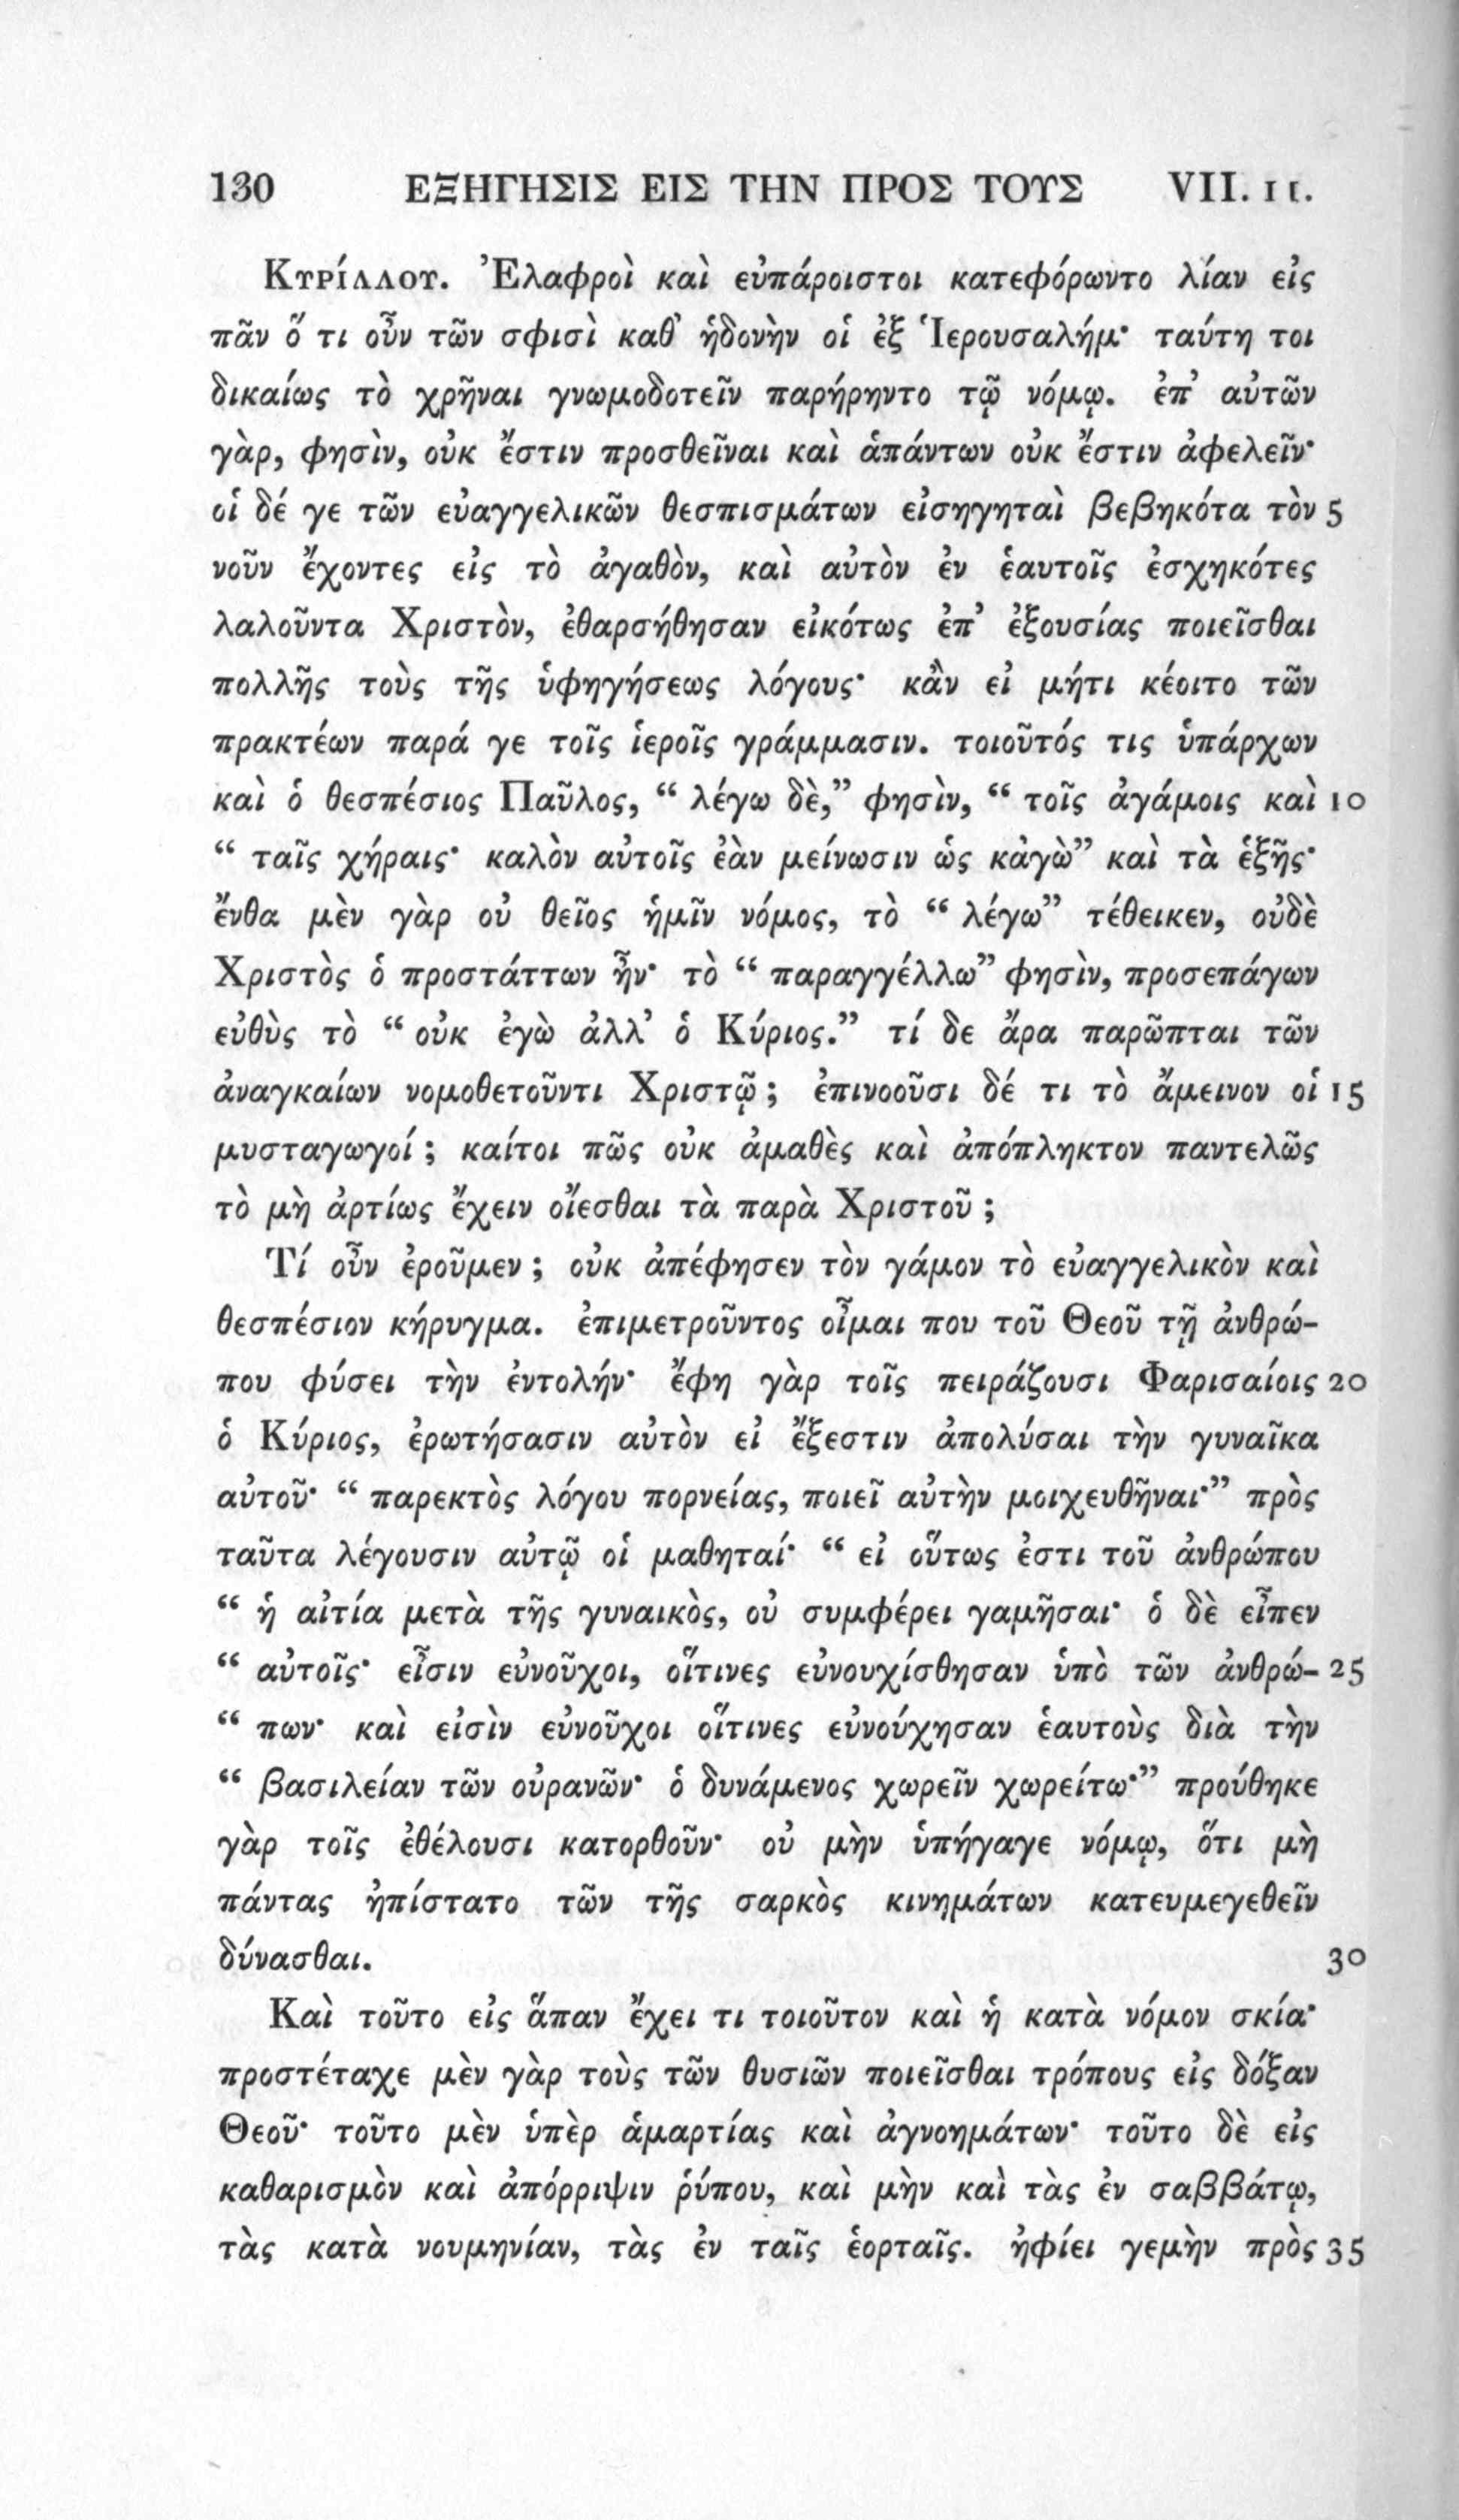 130 ΕΞΗΓΗΣΙΣ ΕΙΣ ΤΗΝ ΠΡΟΣ ΤΟΥΣ VII. 11.
Κυρίλλου. Ἐλαφροὶ καὶ εὐπάροιστοι κατεφόρωντο λίαν εἰς
πᾶν ὅ τι οὖν τῶν σφισὶ καθ’ ἡδονὴν οἱ ἐξ Ἱερουσαλήμ· ταύτη τοι
δικαίως τὸ χρῆναι γνωμοδοτεῖν παρήρηντο τῷ νόμῳ. ἐπ’ αὐτῶν
γὰρ, φησὶν, οὐκ ἔστιν προσθεῖναι καὶ ἁπάντων οὐκ ἔστιν ἀφελεῖν·
οἱ δέ γε τῶν εὐαγγελικῶν θεσπισμάτων εἰσηγηταὶ βεβηκότα τὸν 5
νοῦν ἔχοντες εἰς τὸ ἀγαθὸν, καὶ αὐτὸν ἐν ἑαυτοῖς ἐσχηκότες
λαλοῦντα Χριστὸν, ἐθαρσήθησαν εἰκότως ἐπ’ ἐξουσίας ποιεῖσθαι
πολλῆς τοὺς τῆς ὑφηγήσεως λόγους· κἂν εἰ μήτι κέοιτο τῶν
πρακτέων παρά γε τοῖς ἱεροῖς γράμμασιν. τοιοῦτός τις ὑπάρχων
καὶ ὁ θεσπέσιος Παῦλος, “ λέγω δὲ,” φησὶν, “ τοῖς ἀγάμοις καὶ 10
“ ταῖς χήραις· καλὸν αὐτοῖς ἐὰν μείνωσιν ὡς κἀγὼ” καὶ τὰ ἑξῆς·
ἔνθα μὲν γὰρ οὐ θεῖος ἡμῖν νόμος, τὸ “ λέγω” τέθεικεν, οὐδὲ
Χριστὸς ὁ προστάττων ἦν· τὸ “ παραγγέλλω” φησὶν, προσεπάγων
εὐθὺς τὸ “ οὐκ ἐγὼ ἀλλ’ ὁ Κύριος.” τί δε ἄρα παρῶπται τῶν
ἀναγκαίων νομοθετοῦντι Χριστῷ ; ἐπινοοῦσι δέ τι τὸ ἄμεινον οἱ 15
μυσταγωγοί ; καίτοι πῶς οὐκ ἀμαθὲς καὶ ἀπόπληκτον παντελῶς
τὸ μὴ ἀρτίως ἔχειν οἴεσθαι τὰ παρὰ Χριστοῦ ;
Τί οὖν ἐροῦμεν ; οὐκ ἀπέφησεν τὸν γάμον τὸ εὐαγγελικὸν καὶ
θεσπέσιον κήρυγμα. ἐπιμετροῦντος οἶμαι που τοῦ Θεοῦ τῇ ἀνθρώ-
που φύσει τὴν ἐντολήν· ἔφη γὰρ τοῖς πειράζουσι Φαρισαίοις 20
ὁ Κύριος, ἐρωτήσασιν αὐτὸν εἰ ἔξεστιν ἀπολύσαι τὴν γυναῖκα
αὐτοῦ· “ παρεκτὸς λόγου πορνείας, ποιεῖ αὐτὴν μοιχευθῆναι·” πρὸς
ταῦτα λέγουσιν αὐτῷ οἱ μαθηταί· “ εἰ οὕτως ἐστι τοῦ ἀνθρώπου
“ ἡ αἰτία μετὰ τῆς γυναικὸς, οὐ συμφέρει γαμῆσαι· ὁ δὲ εἶπεν
“ αὐτοῖς· εἶσιν εὐνοῦχοι, οἵτινες εὐνουχίσθησαν ὑπὸ τῶν ἀνθρώ- 25
“ πων· καὶ εἰσὶν εὐνοῦχοι οἵτινες εὐνούχησαν ἑαυτοὺς διὰ τὴν
“ βασιλείαν τῶν οὐρανῶν· ὁ δυνάμενος χωρεῖν χωρείτω·” προύθηκε
γὰρ τοῖς ἐθέλουσι κατορθοῦν· οὐ μὴν ὑπήγαγε νόμῳ, ὅτι μὴ
πάντας ἠπίστατο τῶν τῆς σαρκὸς κινημάτων κατευμεγεθεῖν
δύνασθαι. 30
Καὶ τοῦτο εἰς ἅπαν ἔχει τι τοιοῦτον καὶ ἡ κατὰ νόμον σκία·
προστέταχε μὲν γὰρ τοὺς τῶν θυσιῶν ποιεῖσθαι τρόπους εἰς δόξαν
Θεοῦ· τοῦτο μὲν ὑπὲρ ἁμαρτίας καὶ ἀγνοημάτων· τοῦτο δὲ εἰς
καθαρισμὸν καὶ ἀπόρριψιν ῥύπου, καὶ μὴν καὶ τὰς ἐν σαββάτῳ,
τὰς κατὰ νουμηνίαν, τὰς ἐν ταῖς ἑορταῖς. ἠφίει γεμὴν πρὸς 35